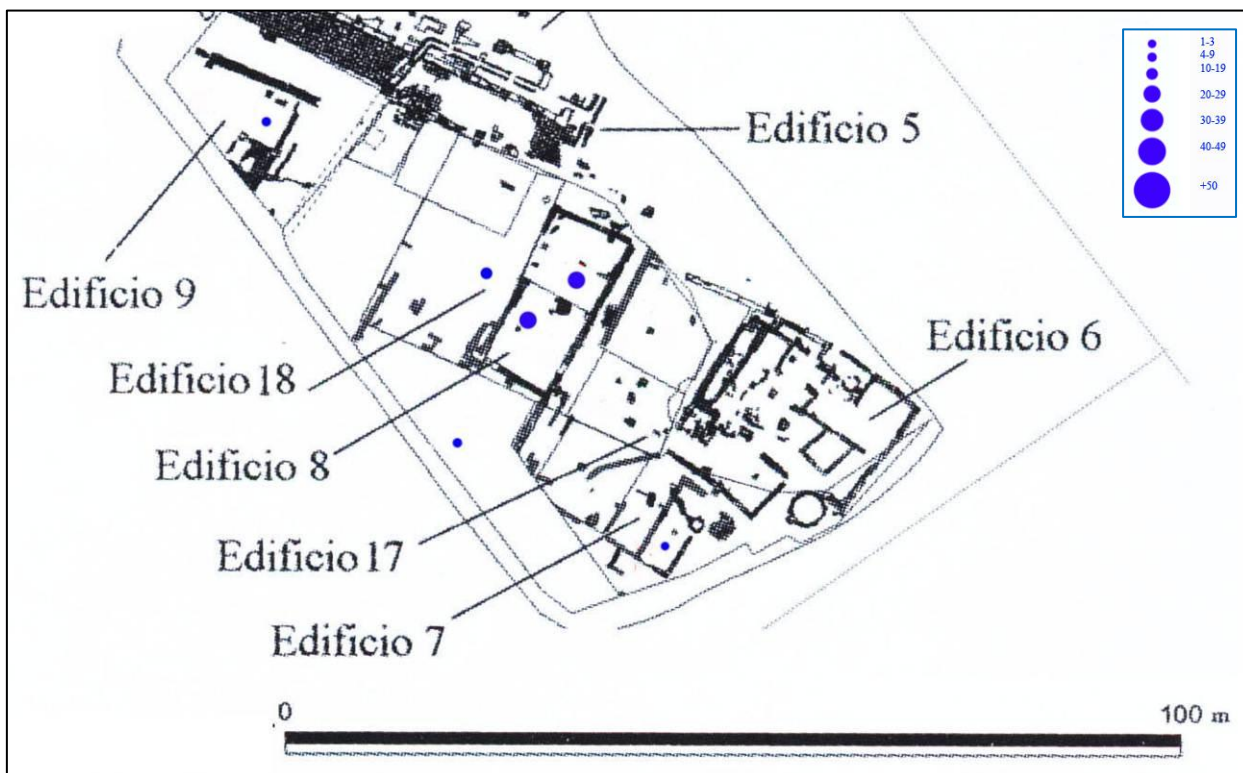 1-3
4-9
10-19
20-29
30-39
40-49
+50
Edificio 5
Edificio 9
Edificio 6
Edificio 18
Edificio 8
Edificio 17
Edificio 7
0
100 m